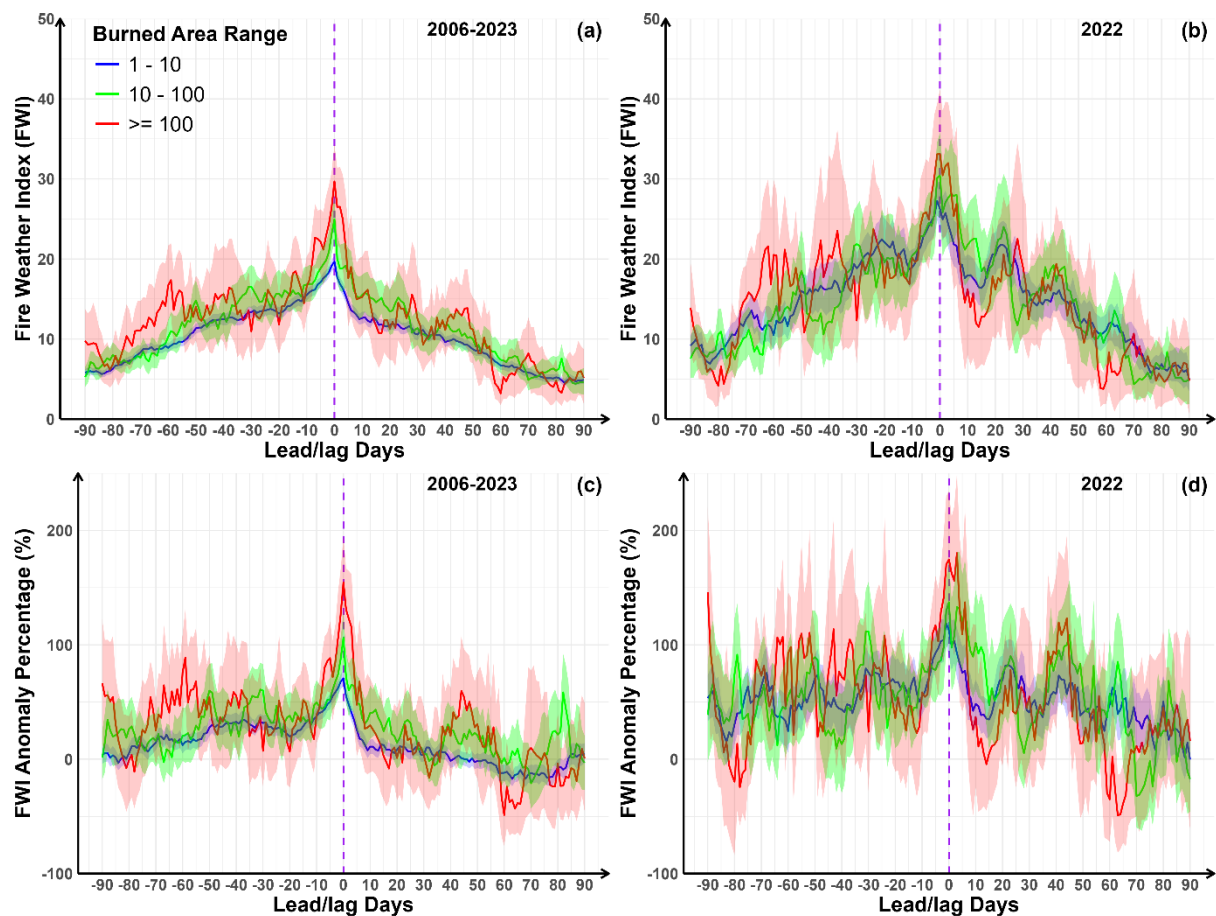 2006-2023 (a)
Burned Area Range
1 - 10
10 - 100
>= 100
Fire Weather Index (FWI)
50
40
30
20
10
0
-90 -80 -70 -60 -50 -40 -30 -20 -10 0 10 20 30 40 50 60 70 80 90
Lead/lag Days
2022 (b)
Fire Weather Index (FWI)
50
40
30
20
10
0
-90 -80 -70 -60 -50 -40 -30 -20 -10 0 10 20 30 40 50 60 70 80 90
Lead/lag Days
2006-2023 (c)
FWI Anomaly Percentage (%)
200
100
0
-100
-90 -80 -70 -60 -50 -40 -30 -20 -10 0 10 20 30 40 50 60 70 80 90
Lead/lag Days
2022 (d)
FWI Anomaly Percentage (%)
200
100
0
-100
-90 -80 -70 -60 -50 -40 -30 -20 -10 0 10 20 30 40 50 60 70 80 90
Lead/lag Days